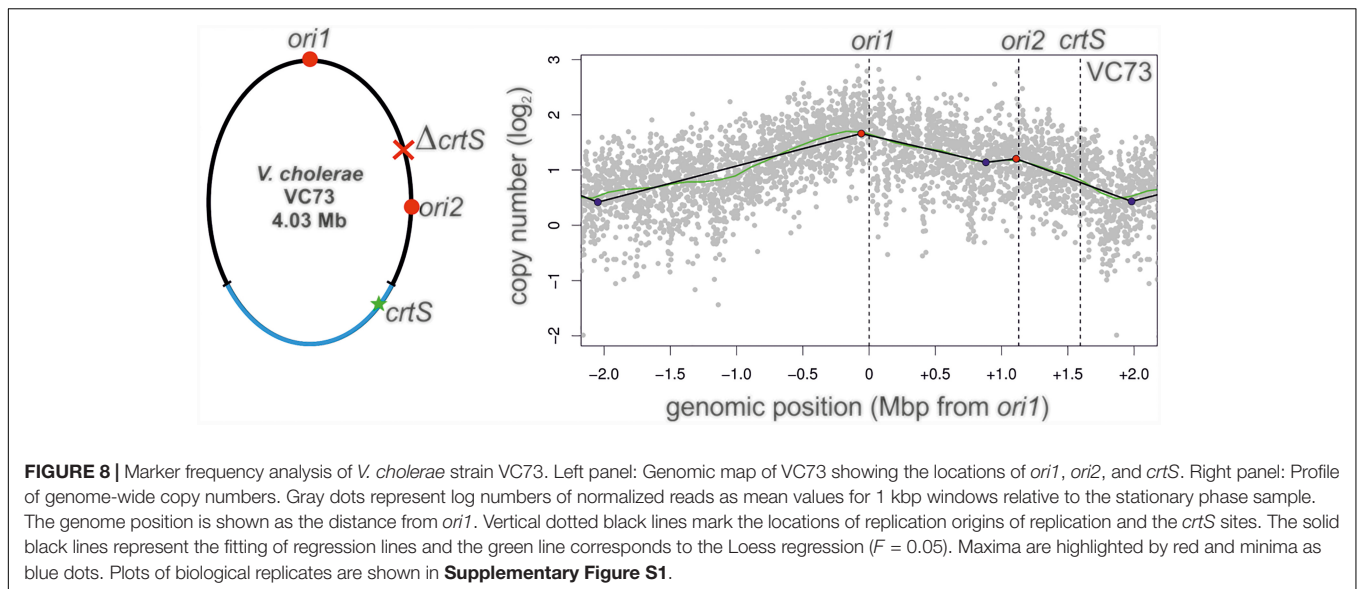 ori1
ΔcrtS
V. cholerae
VC73
4.03 Mb
ori2
crtS
ori1
ori2
crtS
VC73
copy number (log2)
3
2
1
0
−1
−2
−2.0
−1.5
−1.0
−0.5
0
+0.5
+1.0
+1.5
+2.0
genomic position (Mbp from ori1)
FIGURE 8 | Marker frequency analysis of V. cholerae strain VC73. Left panel: Genomic map of VC73 showing the locations of ori1, ori2, and crtS. Right panel: Profile
of genome-wide copy numbers. Gray dots represent log numbers of normalized reads as mean values for 1 kbp windows relative to the stationary phase sample.
The genome position is shown as the distance from ori1. Vertical dotted black lines mark the locations of replication origins of replication and the crtS sites. The solid
black lines represent the fitting of regression lines and the green line corresponds to the Loess regression (F = 0.05). Maxima are highlighted by red and minima as
blue dots. Plots of biological replicates are shown in Supplementary Figure S1.